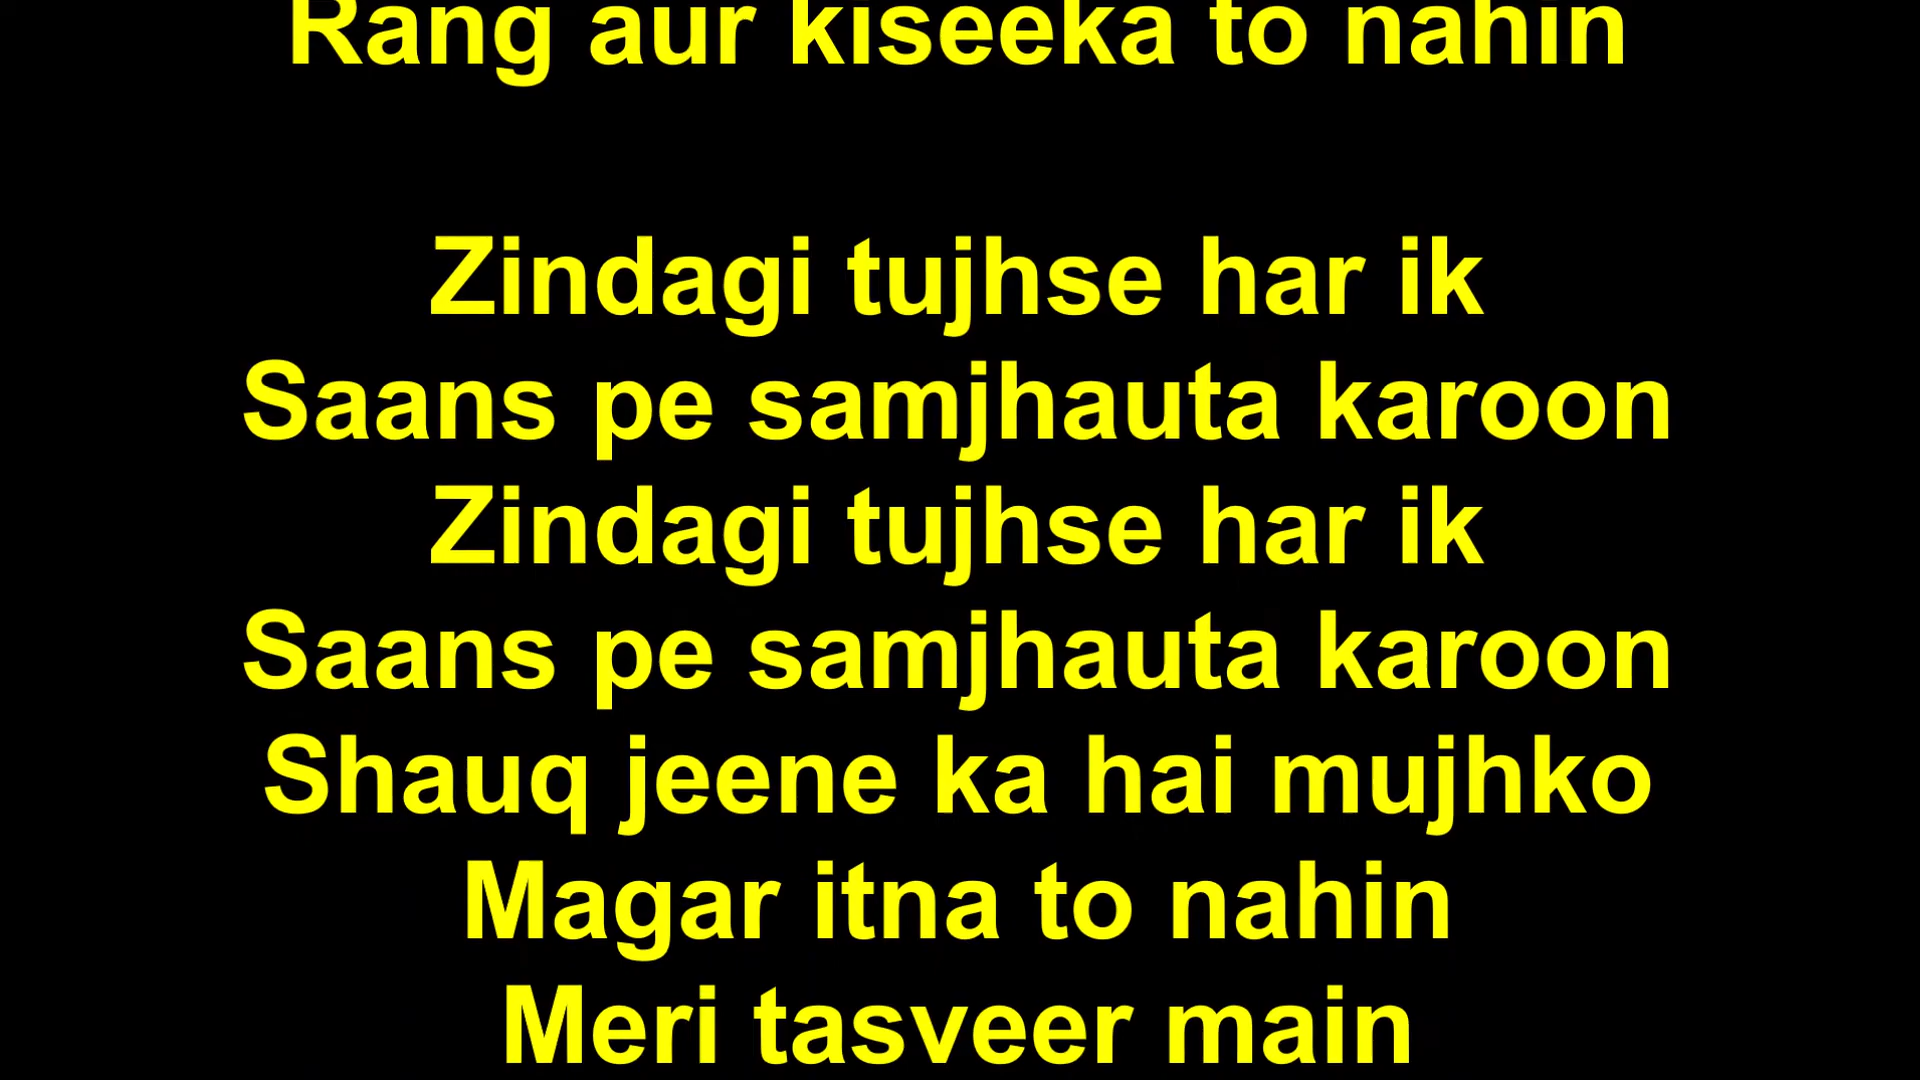 Rang aur kiseeka to nahin
Zindagi tujhse har ik
Saans pe samjhauta karoon
Zindagi tujhse har ik
Saans pe samjhauta karoon
Shauq jeene ka hai mujhko
Magar itna to nahin
Meri tasveer main